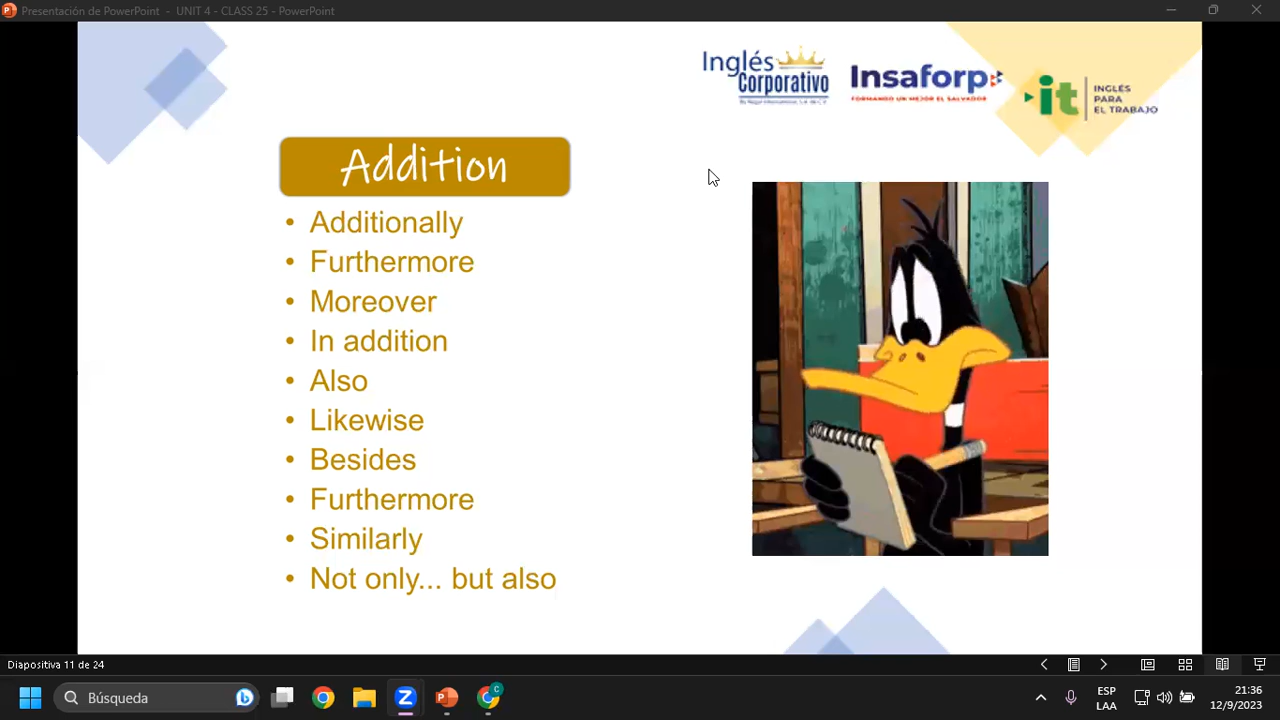 Presentación de PowerPoint - UNIT 4 - CLASS 25 - PowerPoint
Inglés
Corporativo
Insaforp
FORMANDO UN MEJOR EL SALVADOR
it
INGLÉS
PARA
EL TRABAJO
Addition
• Additionally
• Furthermore
• Moreover
• In addition
• Also
• Likewise
• Besides
• Furthermore
• Similarly
• Not only... but also
Diapositiva 11 de 24
Búsqueda
ESP
LAA
21:36
12/9/2023